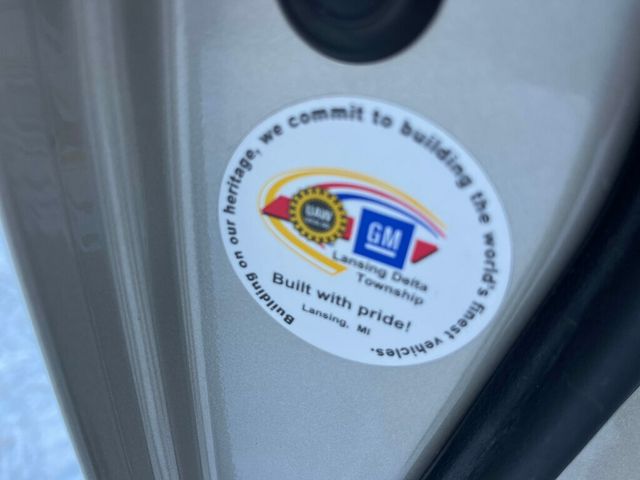 Building on our heritage, we commit to building the world's finest vehicles.
UAW
GM
Lansing Delta
Township
Built with pride!
Lansing, MI